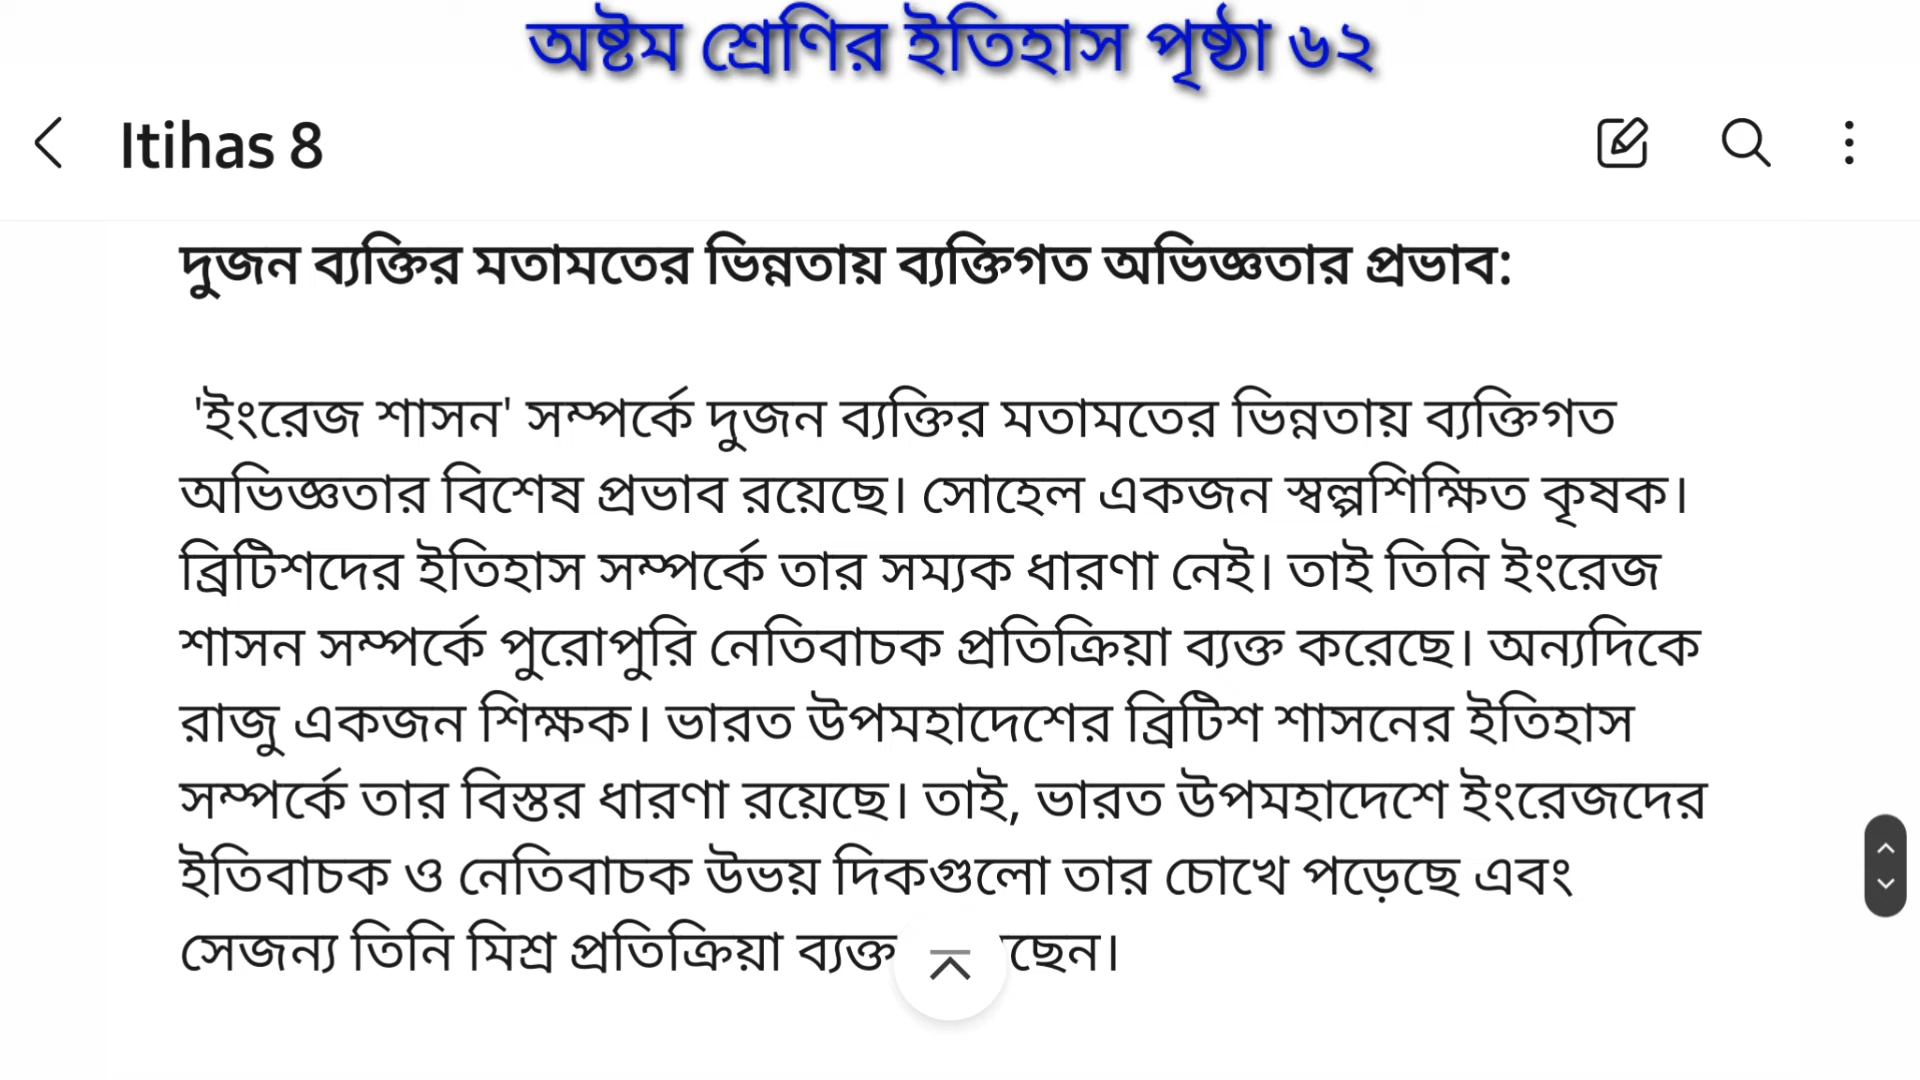 অষ্টম শ্রেণির ইতিহাস পৃষ্ঠা ৬২
Itihas 8
দুজন ব্যক্তির মতামতের ভিন্নতায় ব্যক্তিগত অভিজ্ঞতার প্রভাব:
'ইংরেজ শাসন' সম্পর্কে দুজন ব্যক্তির মতামতের ভিন্নতায় ব্যক্তিগত
অভিজ্ঞতার বিশেষ প্রভাব রয়েছে। সোহেল একজন স্বল্পশিক্ষিত কৃষক।
ব্রিটিশদের ইতিহাস সম্পর্কে তার সম্যক ধারণা নেই। তাই তিনি ইংরেজ
শাসন সম্পর্কে পুরোপুরি নেতিবাচক প্রতিক্রিয়া ব্যক্ত করেছে। অন্যদিকে
রাজু একজন শিক্ষক। ভারত উপমহাদেশের ব্রিটিশ শাসনের ইতিহাস
সম্পর্কে তার বিস্তর ধারণা রয়েছে। তাই, ভারত উপমহাদেশে ইংরেজদের
ইতিবাচক ও নেতিবাচক উভয় দিকগুলো তার চোখে পড়েছে এবং
সেজন্য তিনি মিশ্র প্রতিক্রিয়া ব্যক্ত